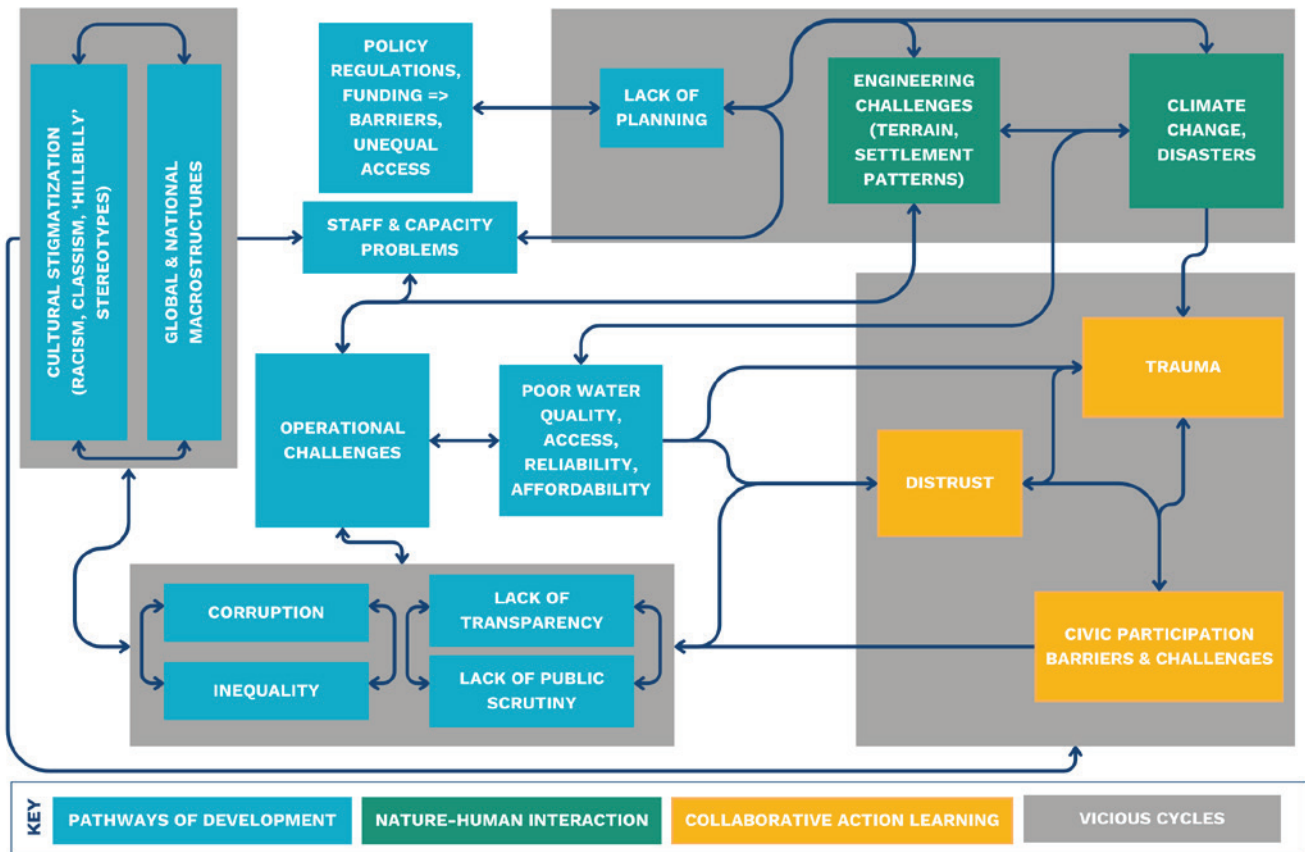 CULTURAL STIGMATIZATION
(RACISM, CLASSISM, ‘HILLBILLY’
STEREOTYPES)
GLOBAL & NATIONAL
MACROSTRUCTURES
POLICY
REGULATIONS,
FUNDING =>
BARRIERS,
UNEQUAL
ACCESS
LACK OF
PLANNING
ENGINEERING
CHALLENGES
(TERRAIN,
SETTLEMENT
PATTERNS)
CLIMATE
CHANGE,
DISASTERS
STAFF & CAPACITY
PROBLEMS
OPERATIONAL
CHALLENGES
POOR WATER
QUALITY,
ACCESS,
RELIABILITY,
AFFORDABILITY
TRAUMA
DISTRUST
CORRUPTION
INEQUALITY
LACK OF
TRANSPARENCY
LACK OF PUBLIC
SCRUTINY
CIVIC PARTICIPATION
BARRIERS & CHALLENGES
KEY
PATHWAYS OF DEVELOPMENT
NATURE–HUMAN INTERACTION
COLLABORATIVE ACTION LEARNING
VICIOUS CYCLES